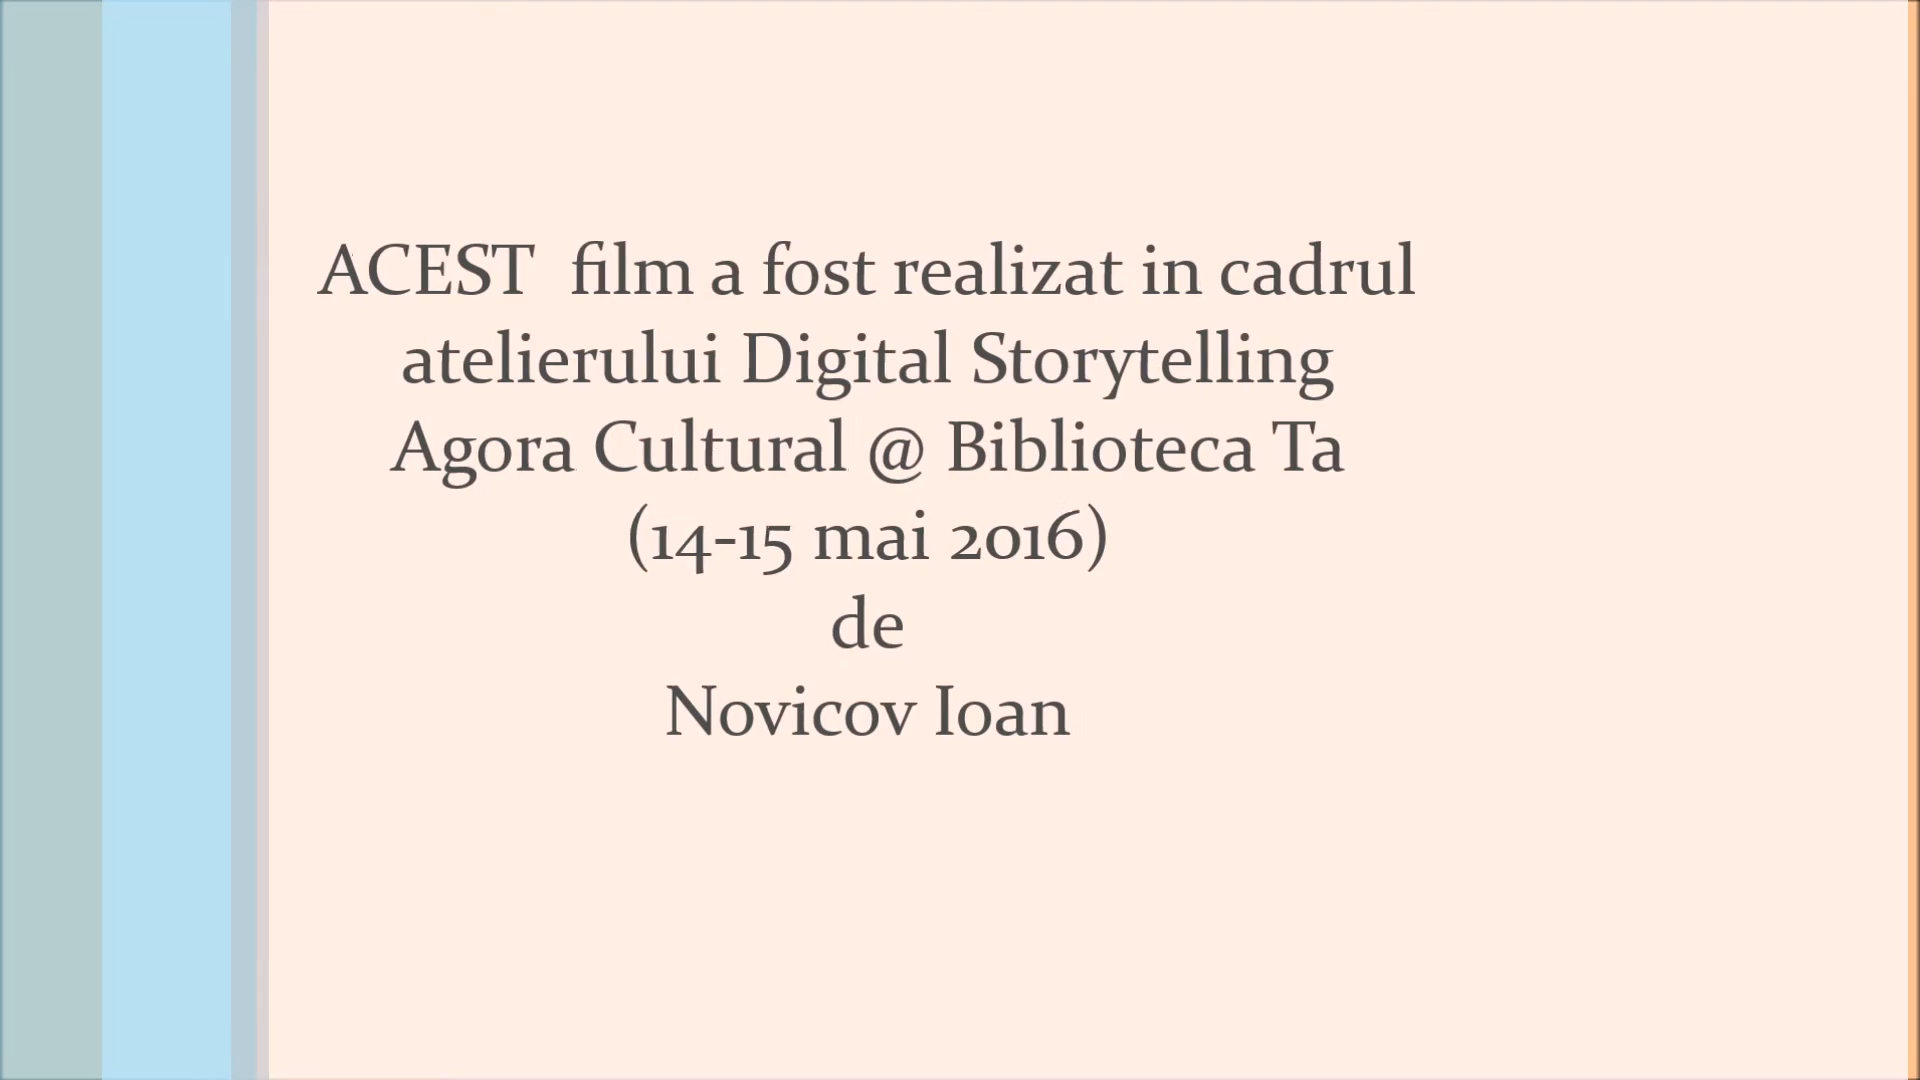 ACEST film a fost realizat in cadrul
atelierului Digital Storytelling
Agora Cultural @ Biblioteca Ta
(14-15 mai 2016)
de
Novicov Ioan